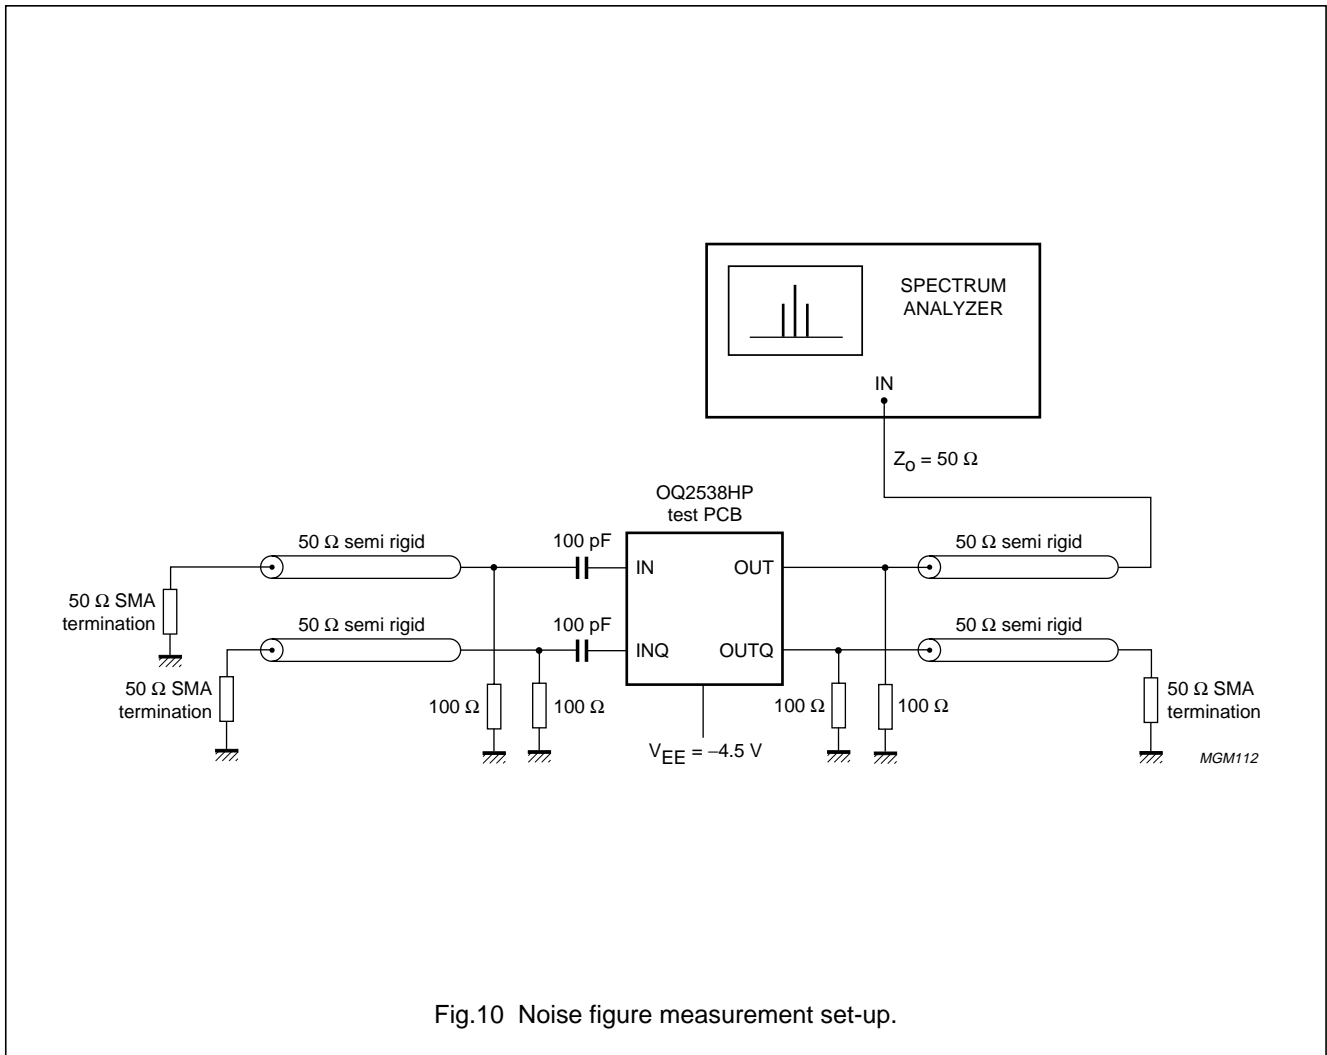 SPECTRUM
ANALYZER
IN
Zo = 50 Ω
OQ2538HP
test PCB
50 Ω semi rigid
100 pF
IN
OUT
50 Ω semi rigid
50 Ω SMA
termination
50 Ω semi rigid
100 pF
INQ
OUTQ
50 Ω semi rigid
50 Ω SMA
termination
100 Ω
100 Ω
100 Ω
100 Ω
50 Ω SMA
termination
VEE = −4.5 V
MGM112
Fig.10 Noise figure measurement set-up.